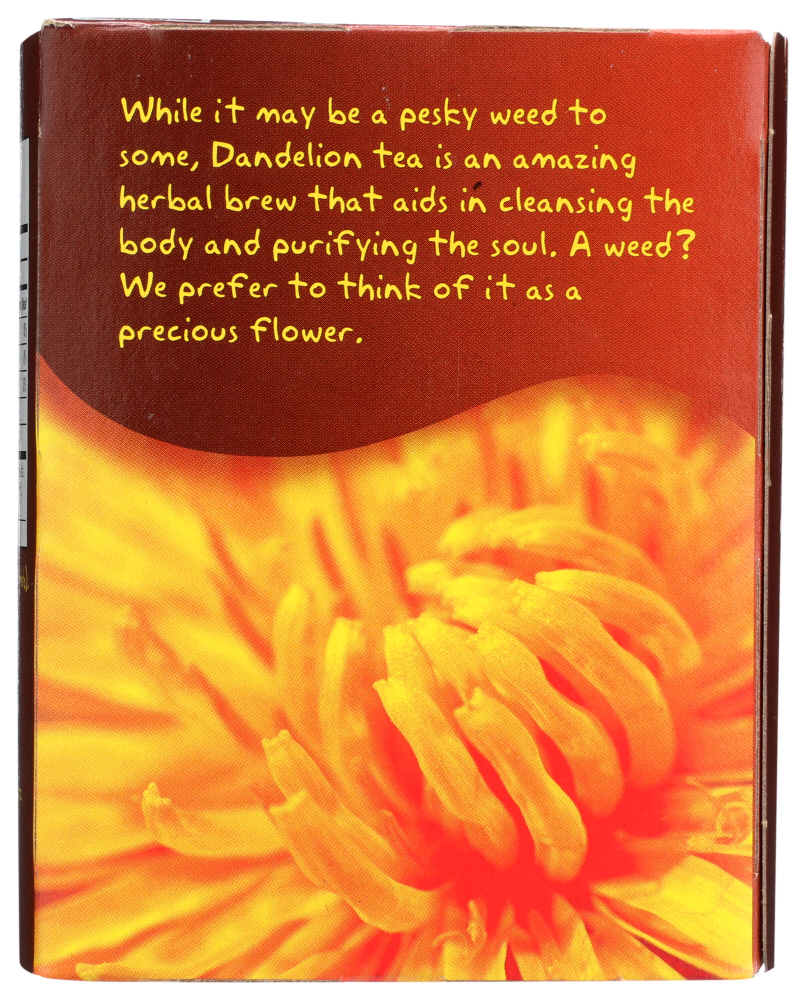 While it may be a pesky weed to
some, Dandelion tea is an amazing
herbal brew that aids in cleansing the
body and purifying the soul. A weed?
We prefer to think of it as a
precious flower.